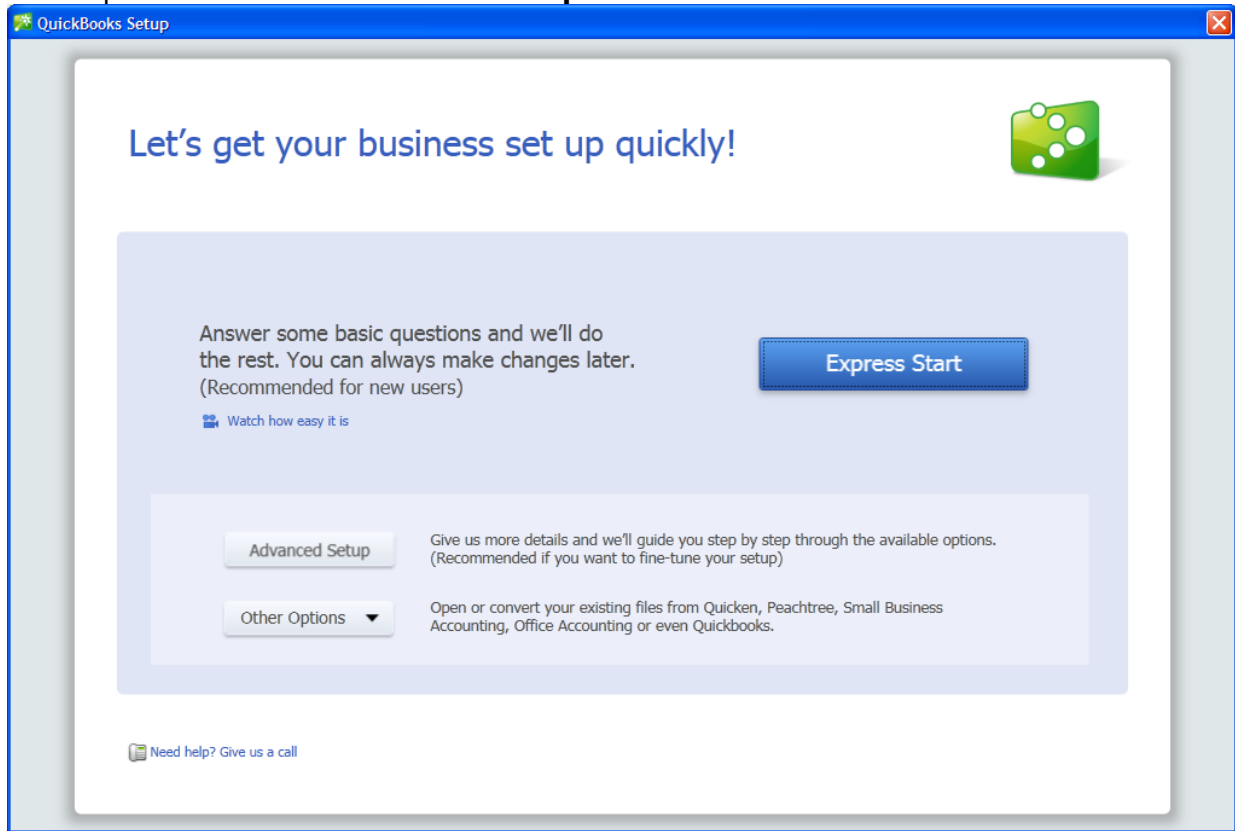 QuickBooks Setup
Let's get your business set up quickly!
Answer some basic questions and we'll do
the rest. You can always make changes later.
(Recommended for new users)
Watch how easy it is
Express Start
Advanced Setup
Give us more details and we'll guide you step by step through the available options.
(Recommended if you want to fine-tune your setup)
Other Options
Open or convert your existing files from Quicken, Peachtree, Small Business
Accounting, Office Accounting or even Quickbooks.
Need help? Give us a call